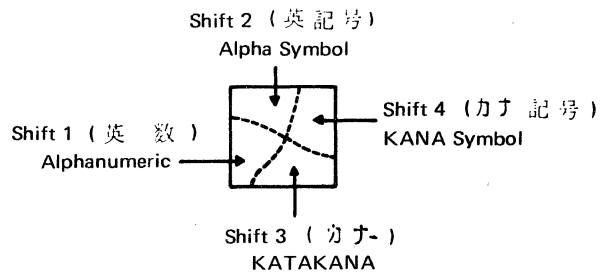 Shift 2 (英記号)
Alpha Symbol
Shift 4 (カナ 記号)
KANA Symbol
Shift 1 (英 数)
Alphanumeric
Shift 3 (カナ)
KATAKANA